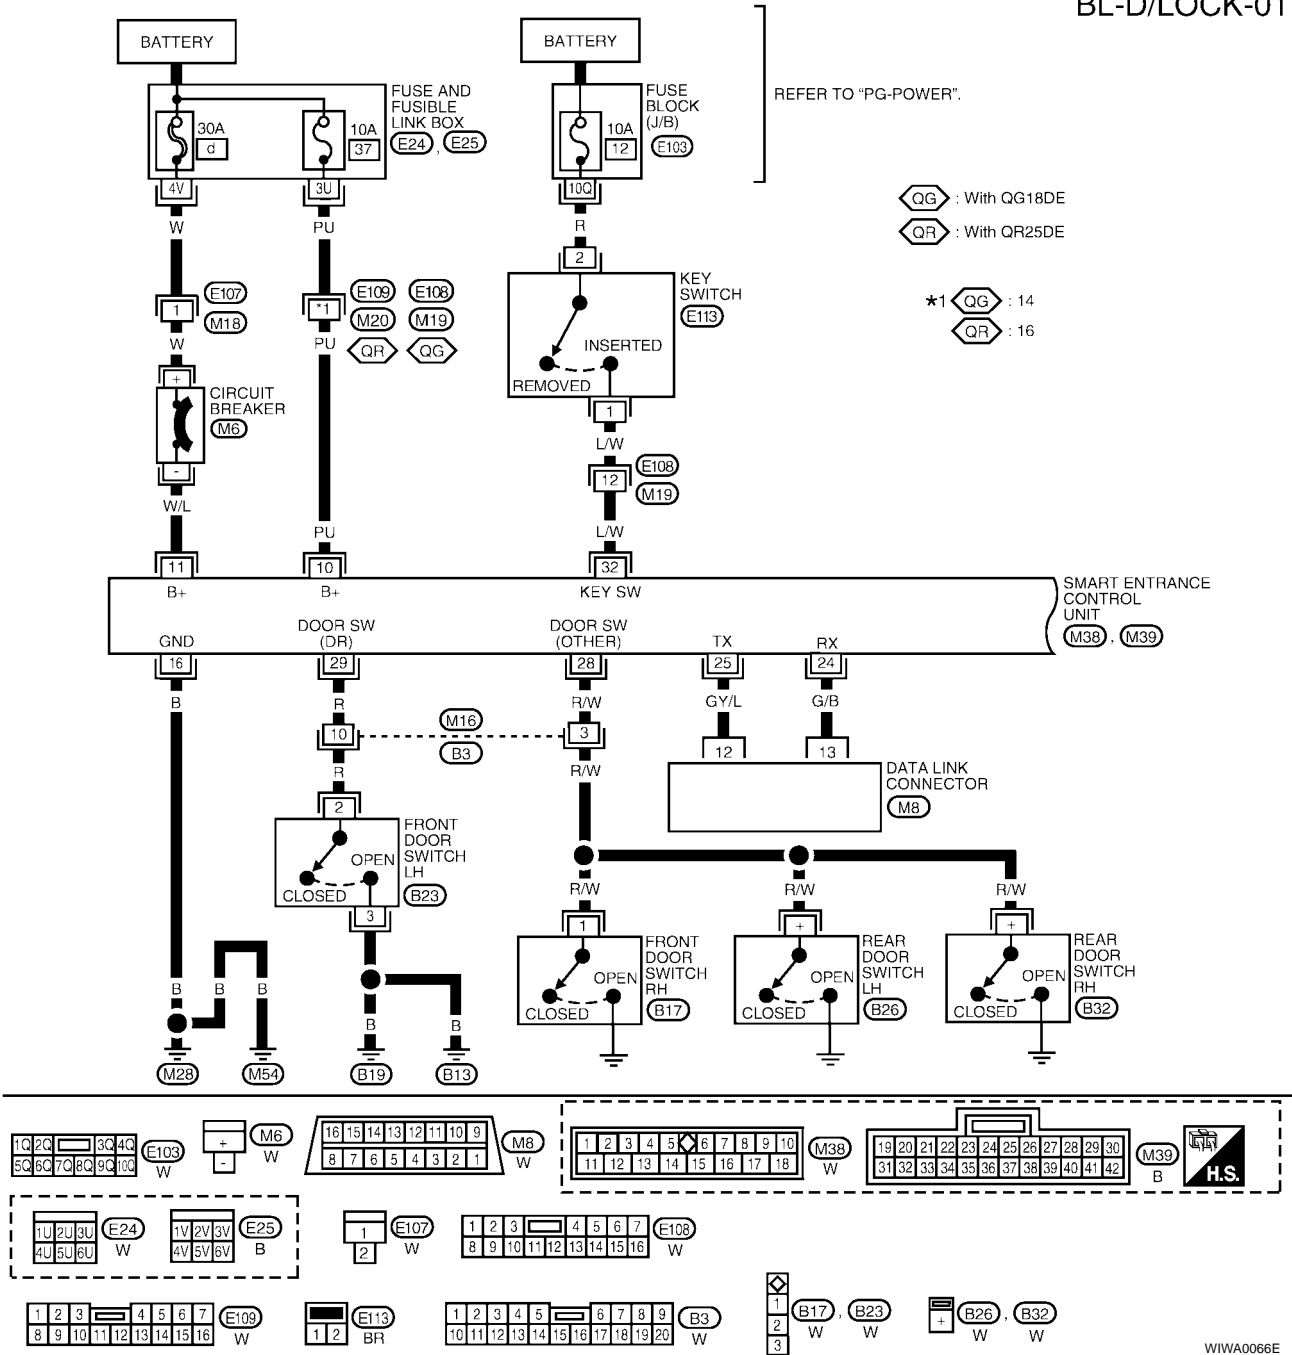 BL-D/LOCK-01
BATTERY
BATTERY
FUSE AND
FUSIBLE
LINK BOX
E24 , E25
30A
d
10A
37
FUSE
BLOCK
(J/B)
E103
10A
12
REFER TO "PG-POWER".
4V
3U
10Q
W
PU
R
QG : With QG18DE
QR : With QR25DE
2
KEY
SWITCH
E113
INSERTED
REMOVED
1
E107
M18
*1
E109 E108
M20 M19
QR QG
*1 QG : 14
QR : 16
W
PU
+
CIRCUIT
BREAKER
M6
-
1
L/W
12
E108
M19
W/L
PU
L/W
11
10
32
B+
B+
KEY SW
SMART ENTRANCE
CONTROL
UNIT
M38 , M39
GND
DOOR SW
(DR)
DOOR SW
(OTHER)
TX
RX
16
29
28
25
24
B
R
R/W
GY/L
G/B
10
M16
B3
3
12
13
R
R/W
DATA LINK
CONNECTOR
M8
2
FRONT
DOOR
SWITCH
LH
B23
OPEN
CLOSED
3
R/W
R/W
R/W
1
+
+
FRONT
DOOR
SWITCH
RH
B17
OPEN
CLOSED
REAR
DOOR
SWITCH
LH
B26
OPEN
CLOSED
REAR
DOOR
SWITCH
RH
B32
OPEN
CLOSED
B
B
B
B
B
M28
M54
B19
B13
1Q 2Q 3Q 4Q
5Q 6Q 7Q 8Q 9Q 10Q
E103
W
+
-
M6
W
16 15 14 13 12 11 10 9
8 7 6 5 4 3 2 1
M8
W
1 2 3 4 5 6 7 8 9 10
11 12 13 14 15 16 17 18
M38
W
19 20 21 22 23 24 25 26 27 28 29 30
31 32 33 34 35 36 37 38 39 40 41 42
M39
B
H.S.
1U 2U 3U
4U 5U 6U
E24
W
1V 2V 3V
4V 5V 6V
E25
B
1
2
E107
W
1 2 3 4 5 6 7
8 9 10 11 12 13 14 15 16
E108
W
1 2 3 4 5 6 7
8 9 10 11 12 13 14 15 16
E109
W
1 2
E113
BR
1 2 3 4 5 6 7 8 9
10 11 12 13 14 15 16 17 18 19 20
B3
W
1
2
3
B17 , B23
W W
+
B26 , B32
W W
WIWA0066E